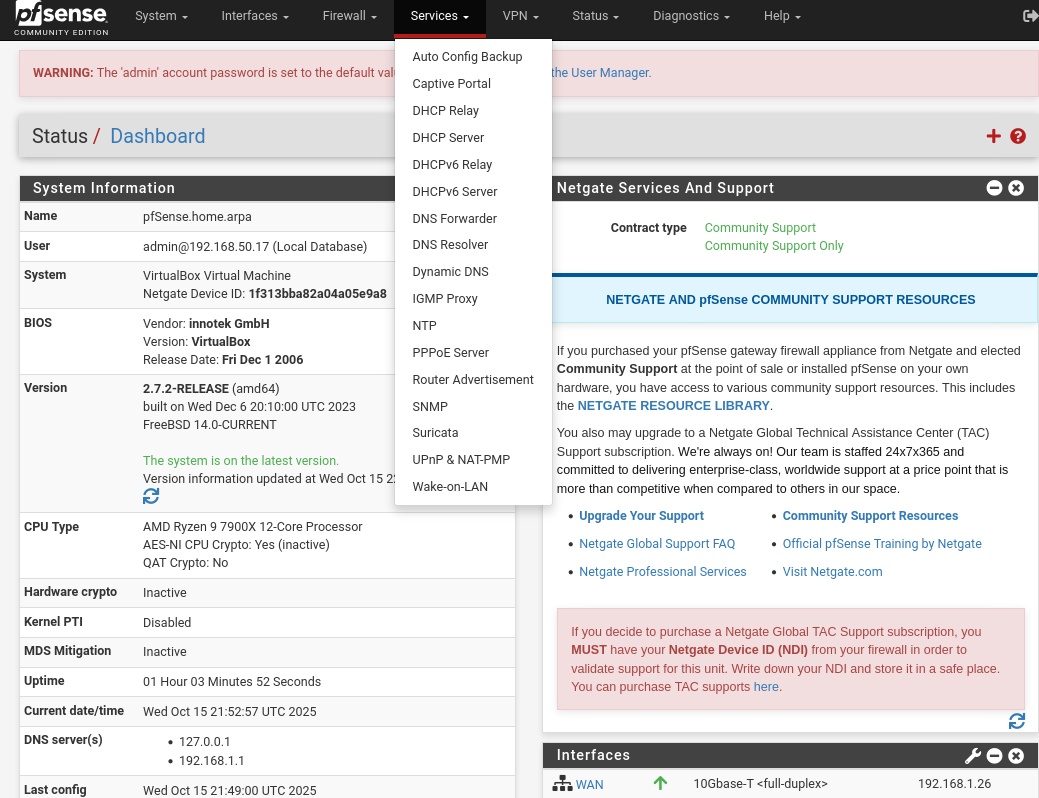 pfsense
COMMUNITY EDITION
System
Interfaces
Firewall
Services
VPN
Status
Diagnostics
Help
WARNING: The 'admin' account password is set to the default
the User Manager.
Auto Config Backup
Captive Portal
DHCP Relay
DHCP Server
DHCPv6 Relay
DHCPv6 Server
DNS Forwarder
DNS Resolver
Dynamic DNS
IGMP Proxy
NTP
PPPoE Server
Router Advertisement
SNMP
Suricata
UPnP & NAT-PMP
Wake-on-LAN
Status / Dashboard
System Information
Name pfSense.home.arpa
User admin@192.168.50.17 (Local Database)
System VirtualBox Virtual Machine
Netgate Device ID: 1f313bba82a04a05e9a8
BIOS Vendor: innotek GmbH
Version: VirtualBox
Release Date: Fri Dec 1 2006
Version 2.7.2-RELEASE (amd64)
built on Wed Dec 6 20:10:00 UTC 2023
FreeBSD 14.0-CURRENT
The system is on the latest version.
Version information updated at Wed Oct 15
CPU Type AMD Ryzen 9 7900X 12-Core Processor
AES-NI CPU Crypto: Yes (inactive)
QAT Crypto: No
Hardware crypto Inactive
Kernel PTI Disabled
MDS Mitigation Inactive
Uptime 01 Hour 03 Minutes 52 Seconds
Current date/time Wed Oct 15 21:52:57 UTC 2025
DNS server(s) • 127.0.0.1
• 192.168.1.1
Last config Wed Oct 15 21:49:00 UTC 2025
Netgate Services And Support
Contract type Community Support
Community Support Only
NETGATE AND pfSense COMMUNITY SUPPORT RESOURCES
If you purchased your pfSense gateway firewall appliance from Netgate and elected
Community Support at the point of sale or installed pfSense on your own
hardware, you have access to various community support resources. This includes
the NETGATE RESOURCE LIBRARY.
You also may upgrade to a Netgate Global Technical Assistance Center (TAC)
Support subscription. We're always on! Our team is staffed 24x7x365 and
committed to delivering enterprise-class, worldwide support at a price point that is
more than competitive when compared to others in our space.
• Upgrade Your Support
• Community Support Resources
• Netgate Global Support FAQ
• Official pfSense Training by Netgate
• Netgate Professional Services
• Visit Netgate.com
If you decide to purchase a Netgate Global TAC Support subscription, you
MUST have your Netgate Device ID (NDI) from your firewall in order to
validate support for this unit. Write down your NDI and store it in a safe place.
You can purchase TAC supports here.
Interfaces
WAN 10Gbase-T <full-duplex> 192.168.1.26